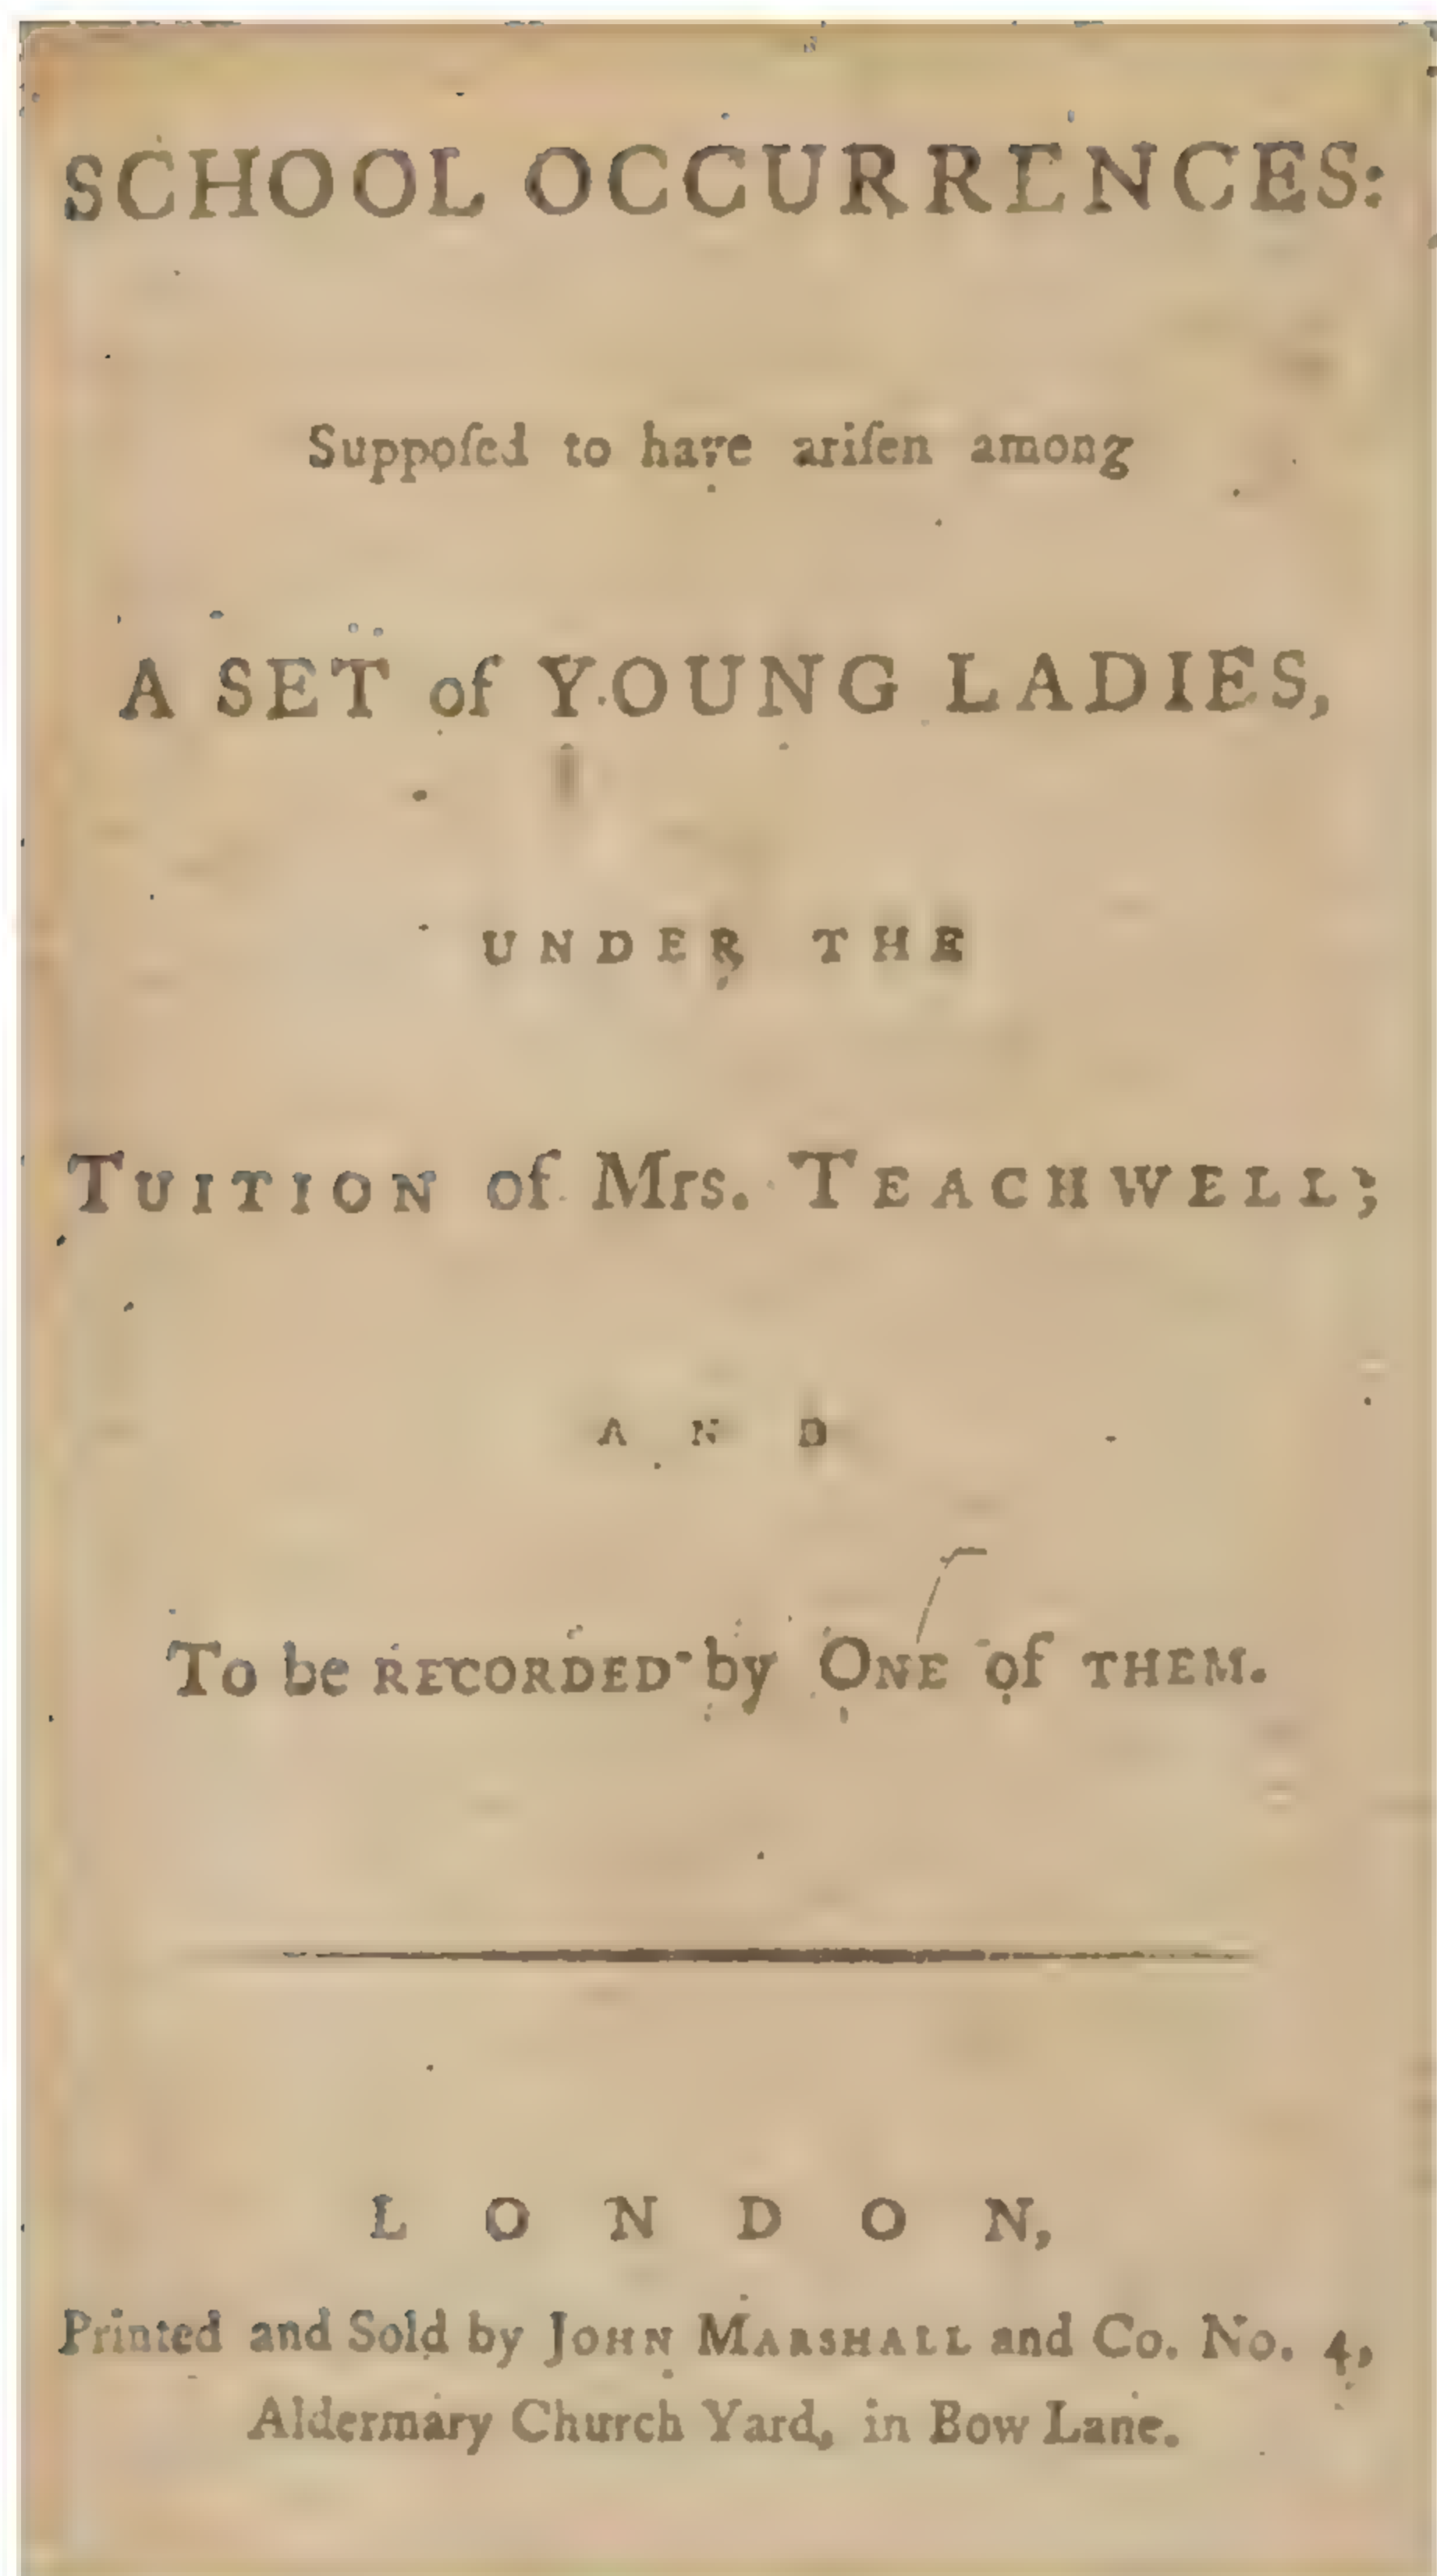 SCHOOL OCCURRENCES:
Suppoſed to have ariſen among
A SET of YOUNG LADIES,
UNDER THE
TUITION of Mrs. TEACHWELL;
AND
To be RECORDED by ONE of THEM.
LONDON,
Printed and Sold by JOHN MARSHALL and Co. No. 4,
Aldermary Church Yard, in Bow Lane.